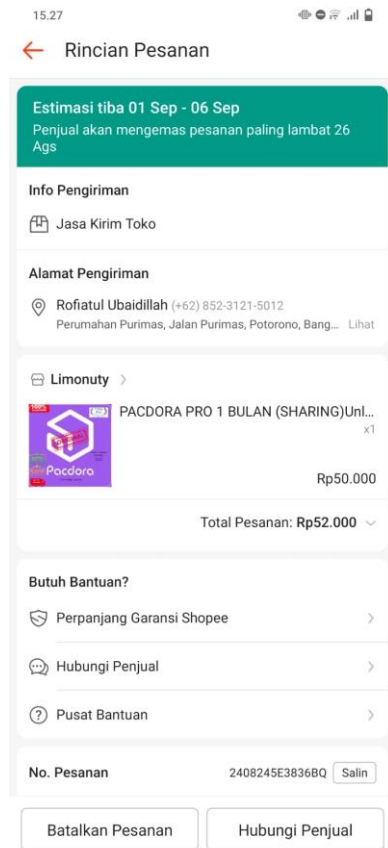 15.27
Rincian Pesanan
Estimasi tiba 01 Sep - 06 Sep
Penjual akan mengemas pesanan paling lambat 26
Ags
Info Pengiriman
Jasa Kirim Toko
Alamat Pengiriman
Rofiatul Ubaidillah (+62) 852-3121-5012
Perumahan Purimas, Jalan Purimas, Potorono, Bang... Lihat
Limonuty
PACDORA PRO 1 BULAN (SHARING)Unl...
x1
Pacdora
Rp50.000
Total Pesanan: Rp52.000
Butuh Bantuan?
Perpanjang Garansi Shopee
Hubungi Penjual
Pusat Bantuan
No. Pesanan 2408245E3836BQ Salin
Batalkan Pesanan Hubungi Penjual